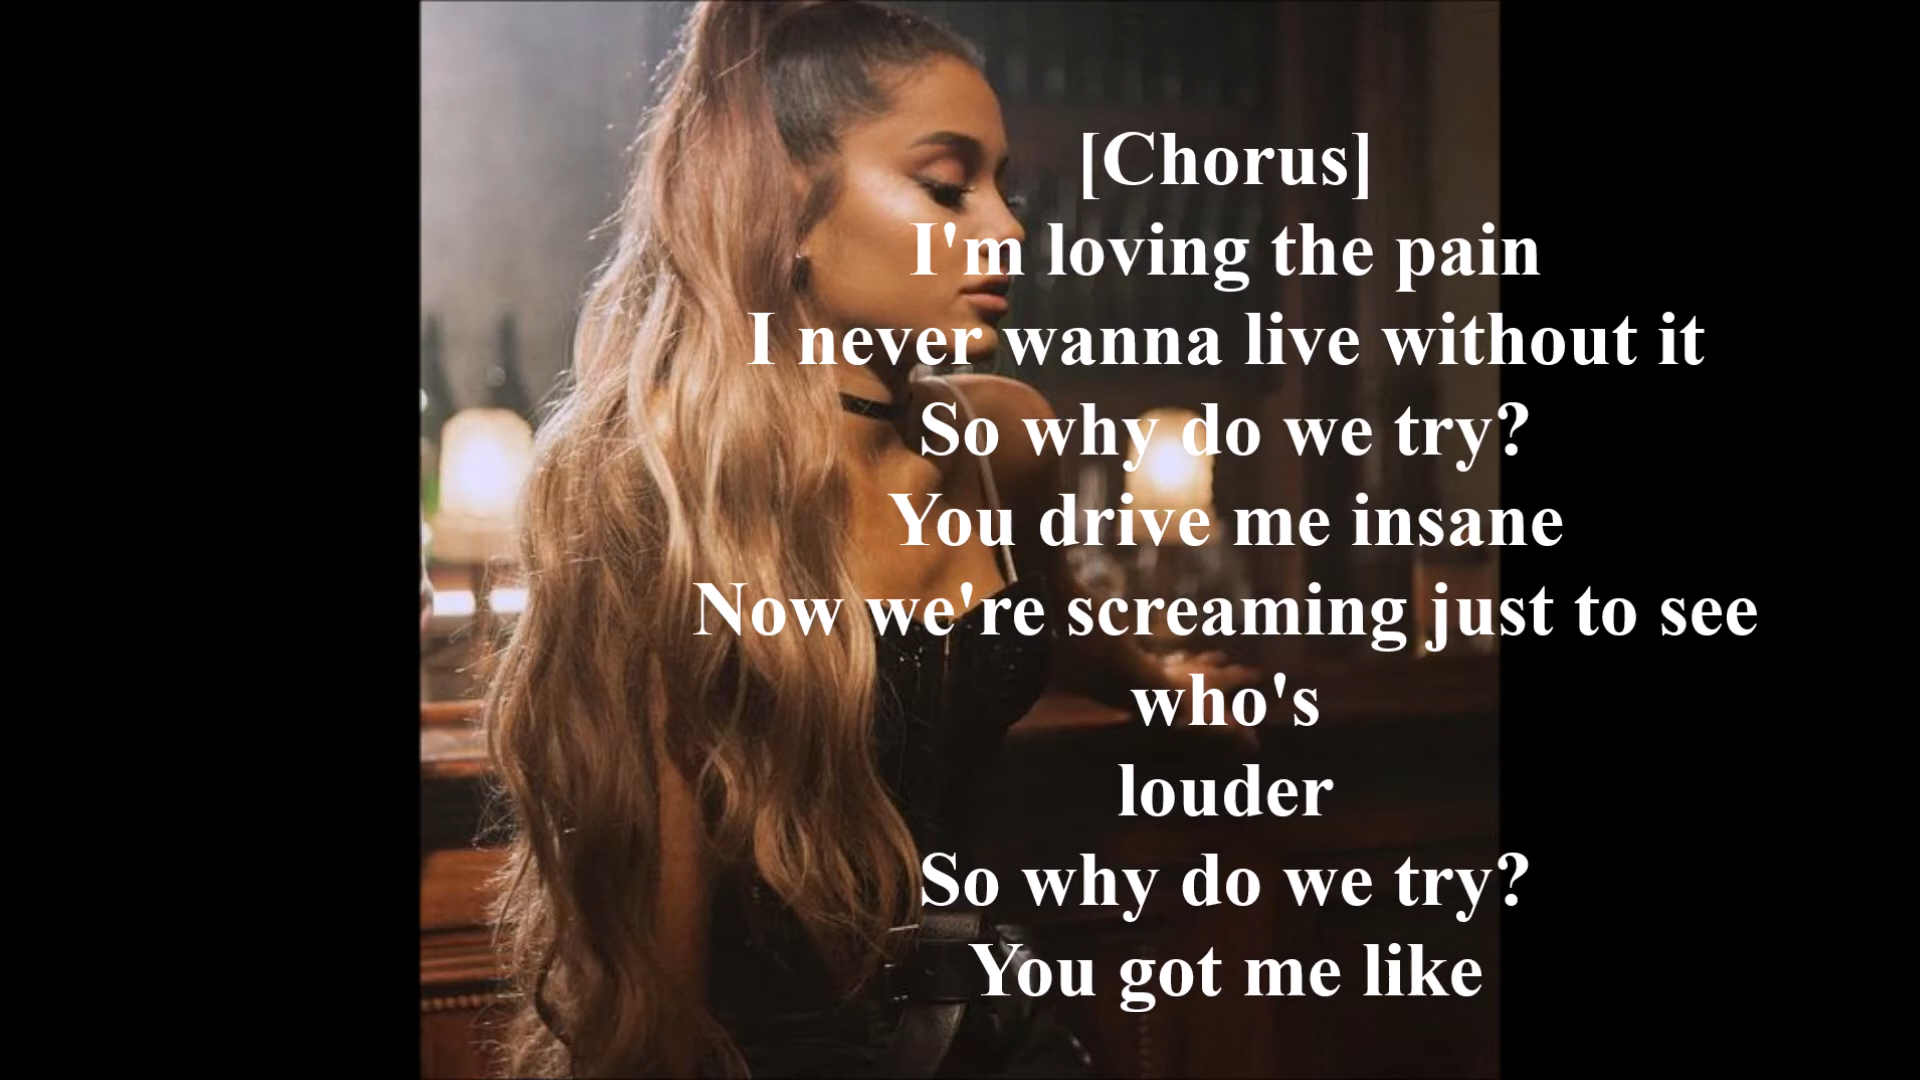 [Chorus]
I'm loving the pain
I never wanna live without it
So why do we try?
You drive me insane
Now we're screaming just to see
who's
louder
So why do we try?
You got me like